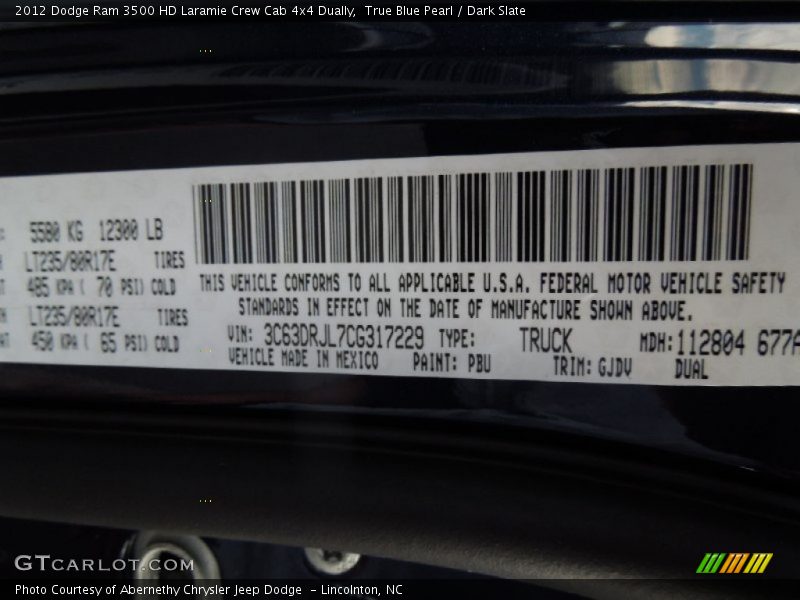 2012 Dodge Ram 3500 HD Laramie Crew Cab 4x4 Dually,  True Blue Pearl / Dark Slate
5580 KG 12300 LB
LT235/80R17E TIRES
485 KPA ( 70 PSI) COLD
LT235/80R17E TIRES
450 KPA ( 65 PSI) COLD
THIS VEHICLE CONFORMS TO ALL APPLICABLE U.S.A. FEDERAL MOTOR VEHICLE SAFETY
STANDARDS IN EFFECT ON THE DATE OF MANUFACTURE SHOWN ABOVE.
VIN: 3C63DRJL7CG317229 TYPE: TRUCK MDH: 112804 677A
VEHICLE MADE IN MEXICO PAINT: PBU TRIM: GJDV DUAL
GTCARLOT.COM
Photo Courtesy of Abernethy Chrysler Jeep Dodge  – Lincolnton, NC